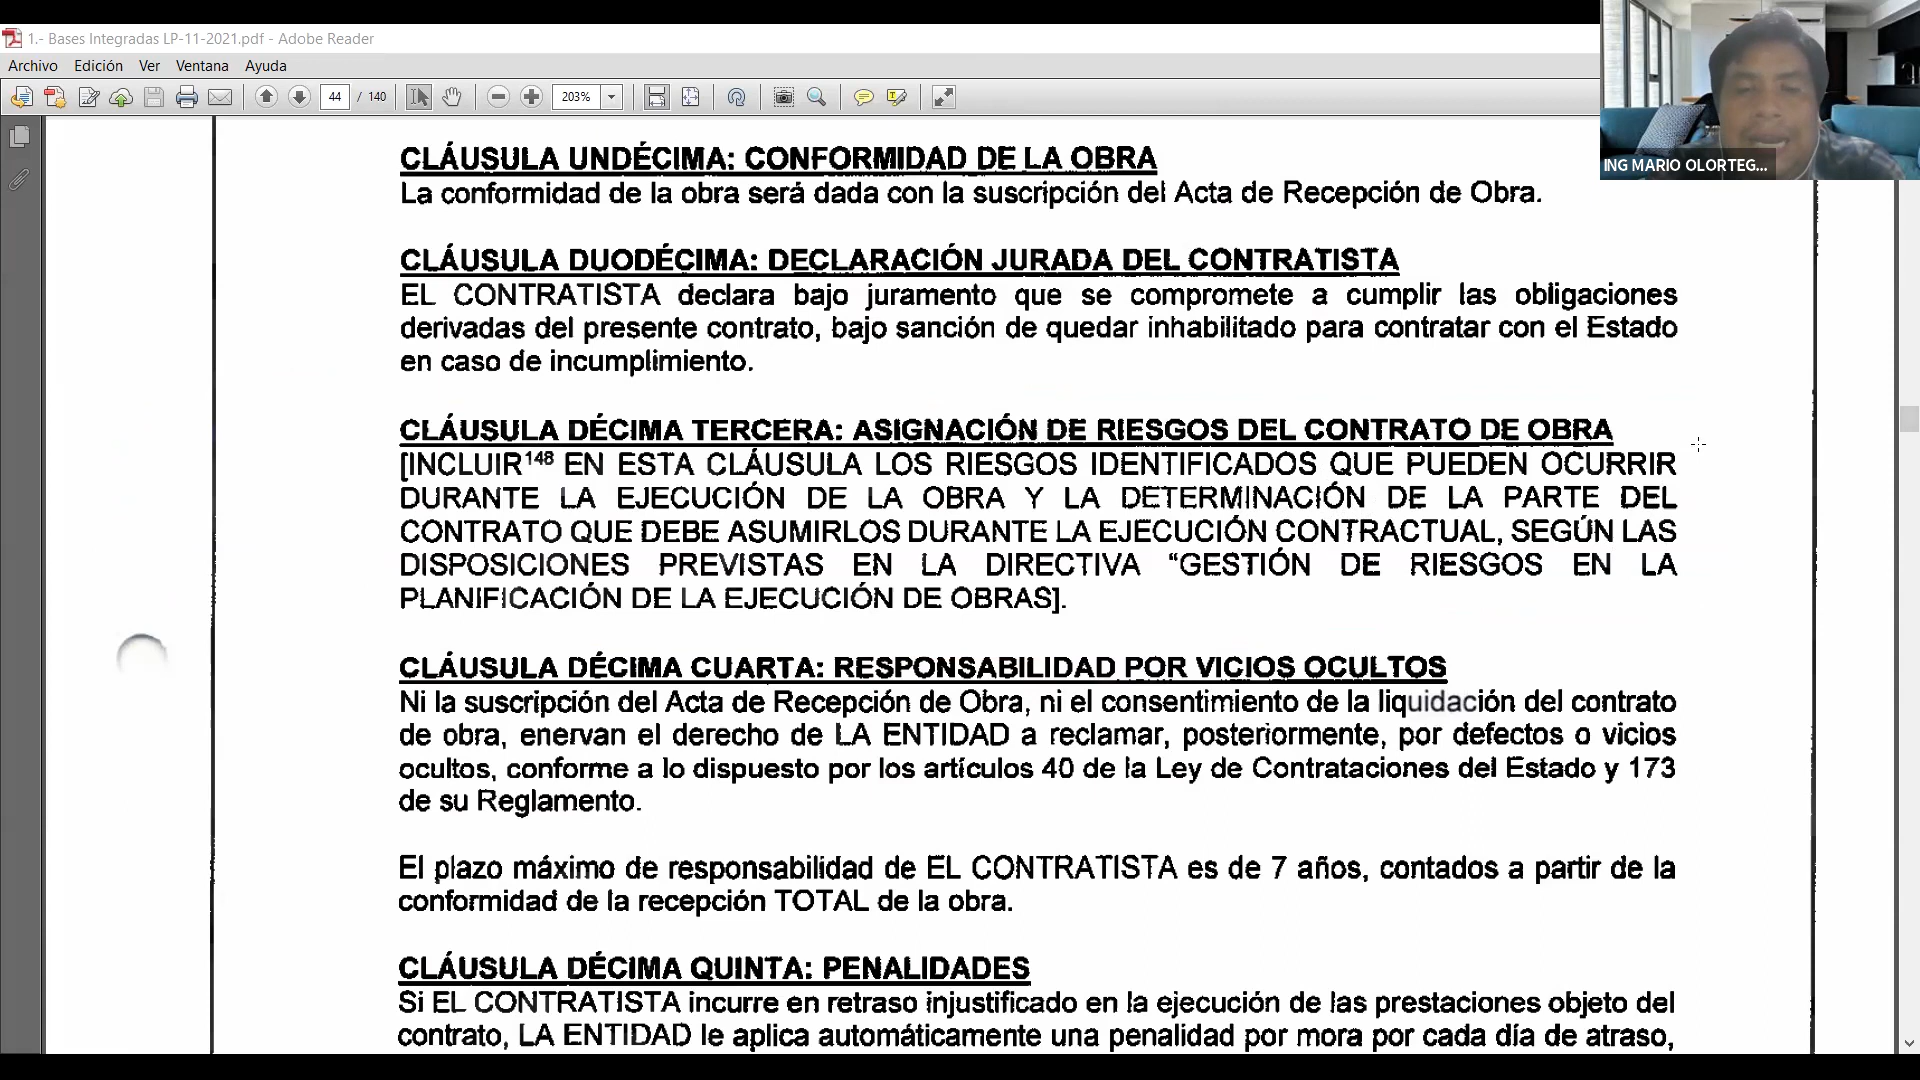 1.- Bases Integradas LP-11-2021.pdf - Adobe Reader
Archivo Edición Ver Ventana Ayuda
44 / 140 203%
ING MARIO OLORTEG...
CLÁUSULA UNDÉCIMA: CONFORMIDAD DE LA OBRA
La conformidad de la obra será dada con la suscripción del Acta de Recepción de Obra.
CLÁUSULA DUODÉCIMA: DECLARACIÓN JURADA DEL CONTRATISTA
EL CONTRATISTA declara bajo juramento que se compromete a cumplir las obligaciones
derivadas del presente contrato, bajo sanción de quedar inhabilitado para contratar con el Estado
en caso de incumplimiento.
CLÁUSULA DÉCIMA TERCERA: ASIGNACIÓN DE RIESGOS DEL CONTRATO DE OBRA
[INCLUIR148 EN ESTA CLÁUSULA LOS RIESGOS IDENTIFICADOS QUE PUEDEN OCURRIR
DURANTE LA EJECUCIÓN DE LA OBRA Y LA DETERMINACIÓN DE LA PARTE DEL
CONTRATO QUE DEBE ASUMIRLOS DURANTE LA EJECUCIÓN CONTRACTUAL, SEGÚN LAS
DISPOSICIONES PREVISTAS EN LA DIRECTIVA “GESTIÓN DE RIESGOS EN LA
PLANIFICACIÓN DE LA EJECUCIÓN DE OBRAS].
CLÁUSULA DÉCIMA CUARTA: RESPONSABILIDAD POR VICIOS OCULTOS
Ni la suscripción del Acta de Recepción de Obra, ni el consentimiento de la liquidación del contrato
de obra, enervan el derecho de LA ENTIDAD a reclamar, posteriormente, por defectos o vicios
ocultos, conforme a lo dispuesto por los artículos 40 de la Ley de Contrataciones del Estado y 173
de su Reglamento.
El plazo máximo de responsabilidad de EL CONTRATISTA es de 7 años, contados a partir de la
conformidad de la recepción TOTAL de la obra.
CLÁUSULA DÉCIMA QUINTA: PENALIDADES
Si EL CONTRATISTA incurre en retraso injustificado en la ejecución de las prestaciones objeto del
contrato, LA ENTIDAD le aplica automáticamente una penalidad por mora por cada día de atraso,